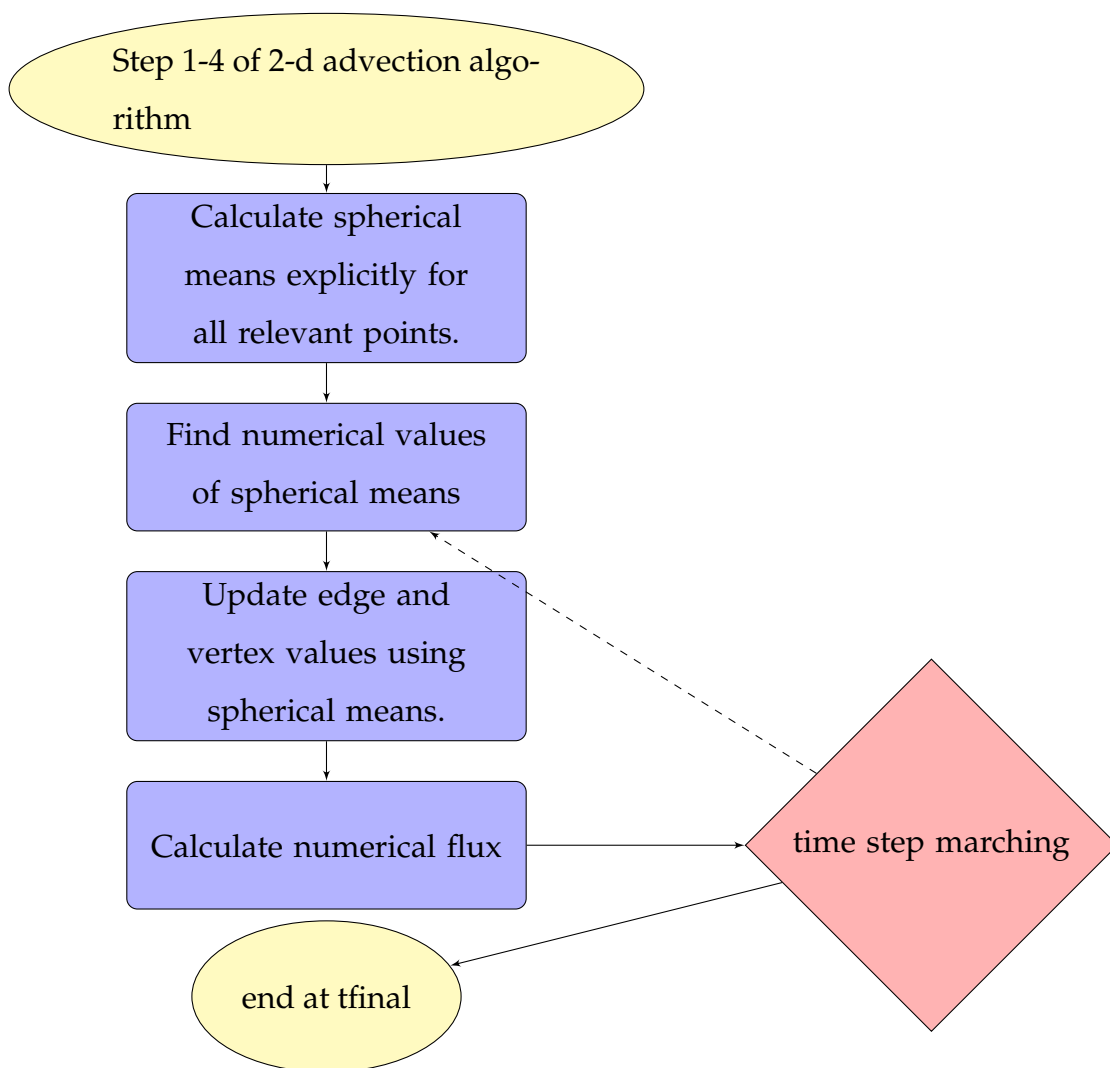 Step 1-4 of 2-d advection algo-
rithm
Calculate spherical
means explicitly for
all relevant points.
Find numerical values
of spherical means
Update edge and
vertex values using
spherical means.
Calculate numerical flux
time step marching
end at tfinal